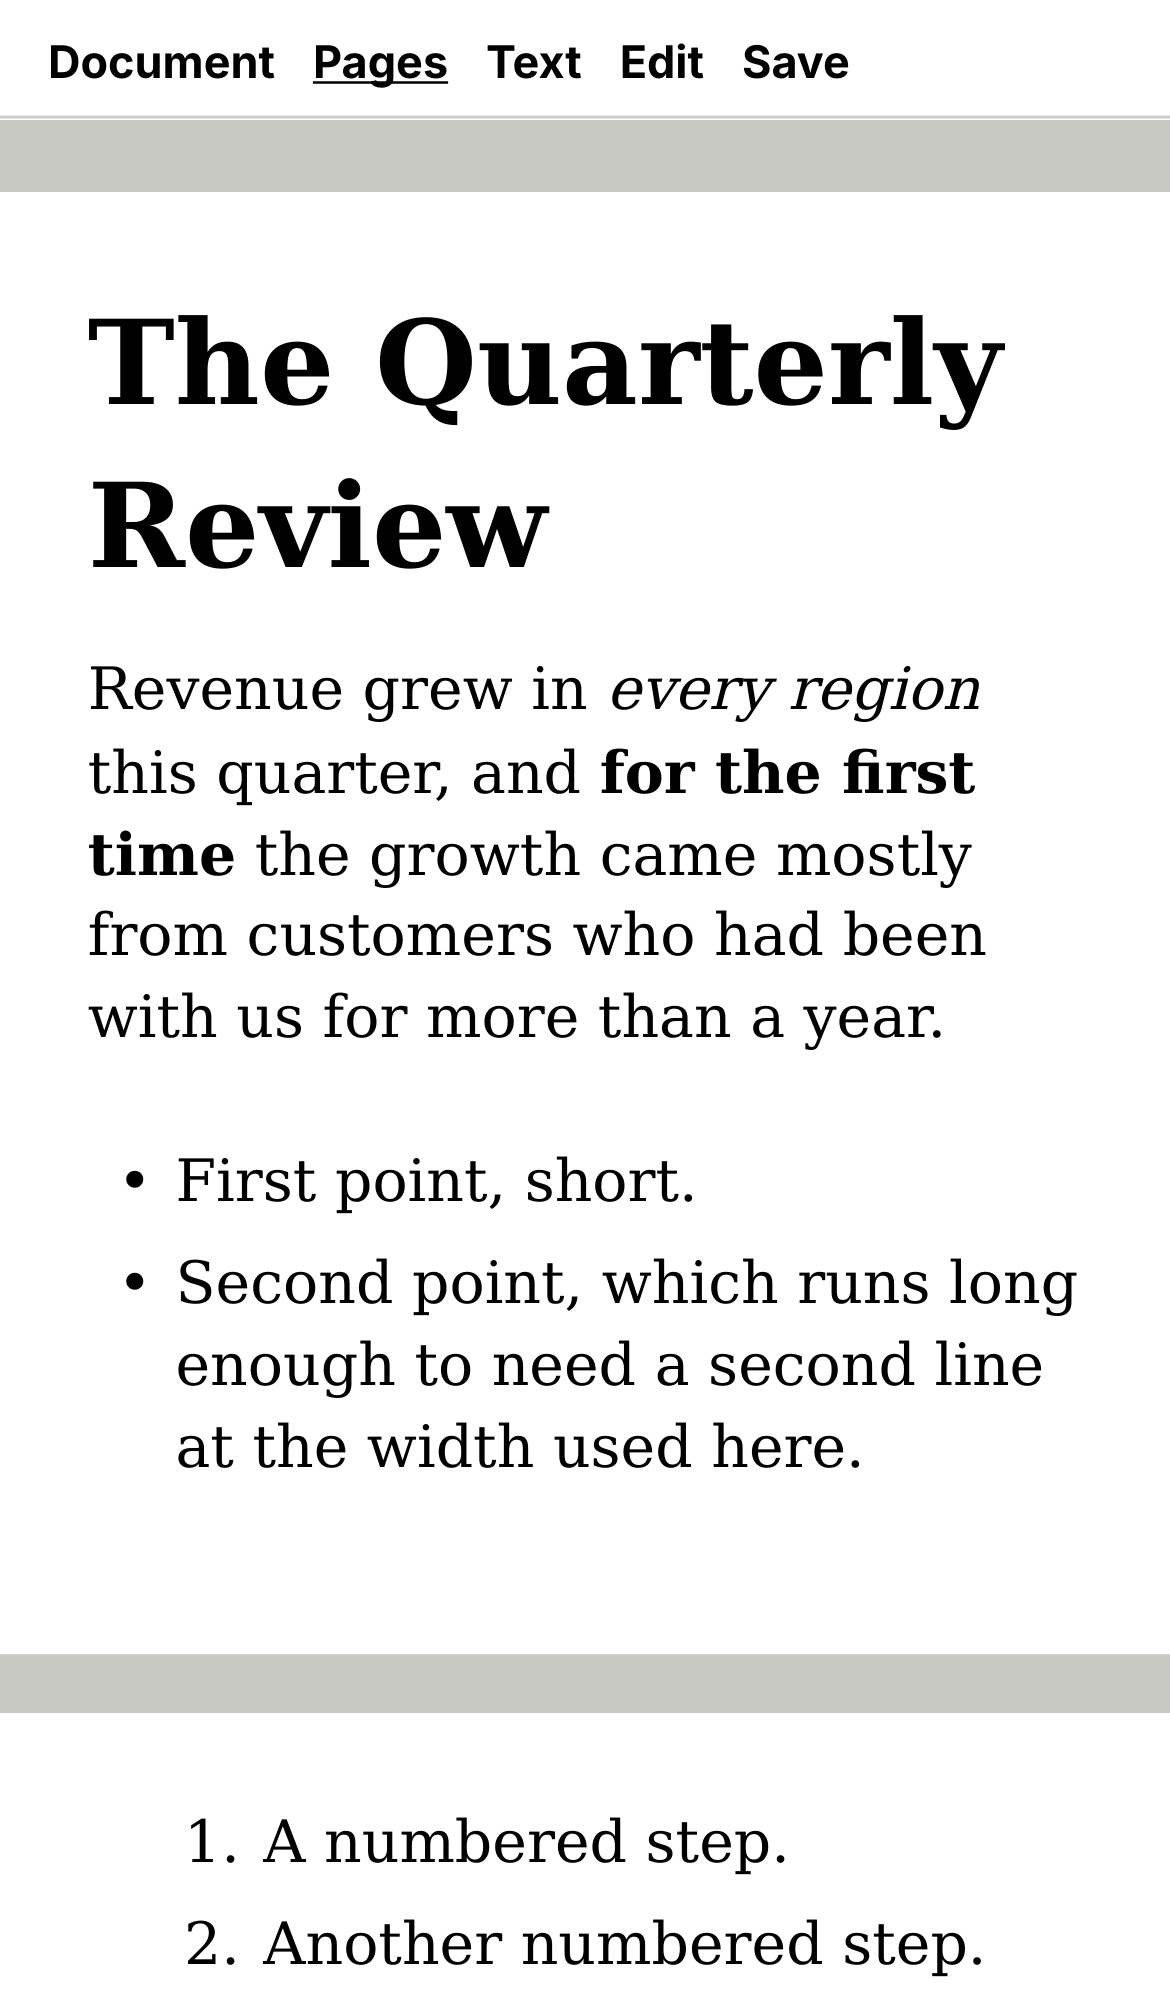 Document Pages Text Edit Save
The Quarterly
Review
Revenue grew in every region
this quarter, and for the first
time the growth came mostly
from customers who had been
with us for more than a year.
• First point, short.
• Second point, which runs long
enough to need a second line
at the width used here.
1. A numbered step.
2. Another numbered step.